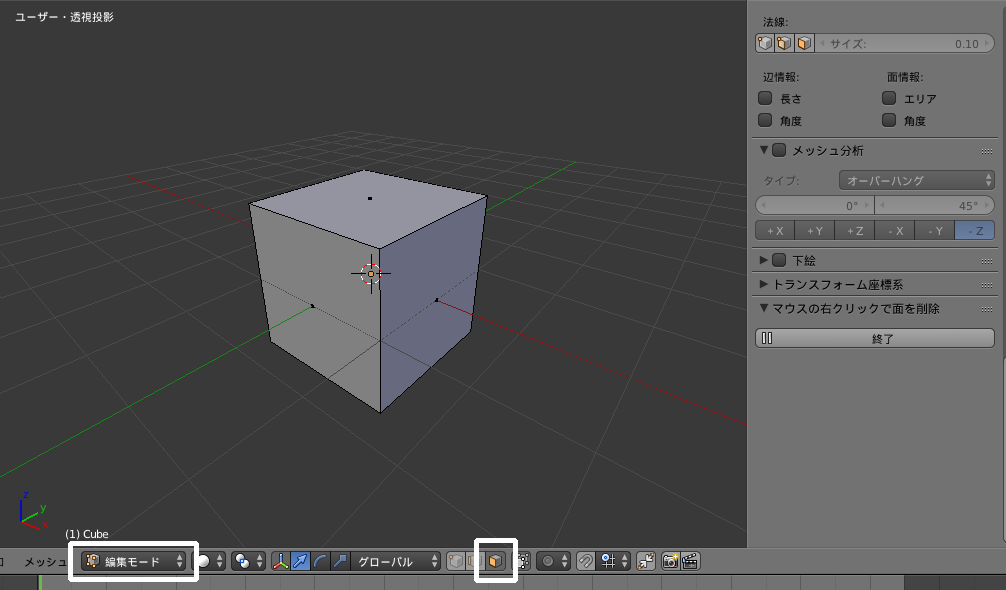 ユーザー・透視投影
法線:
サイズ: 0.10
辺情報: 面情報:
長さ エリア
角度 角度
メッシュ分析
タイプ: オーバーハング
0° 45°
+X +Y +Z -X -Y -Z
下絵
トランスフォーム座標系
マウスの右クリックで面を削除
終了
z
y
x
(1) Cube
メッシュ 編集モード グローバル